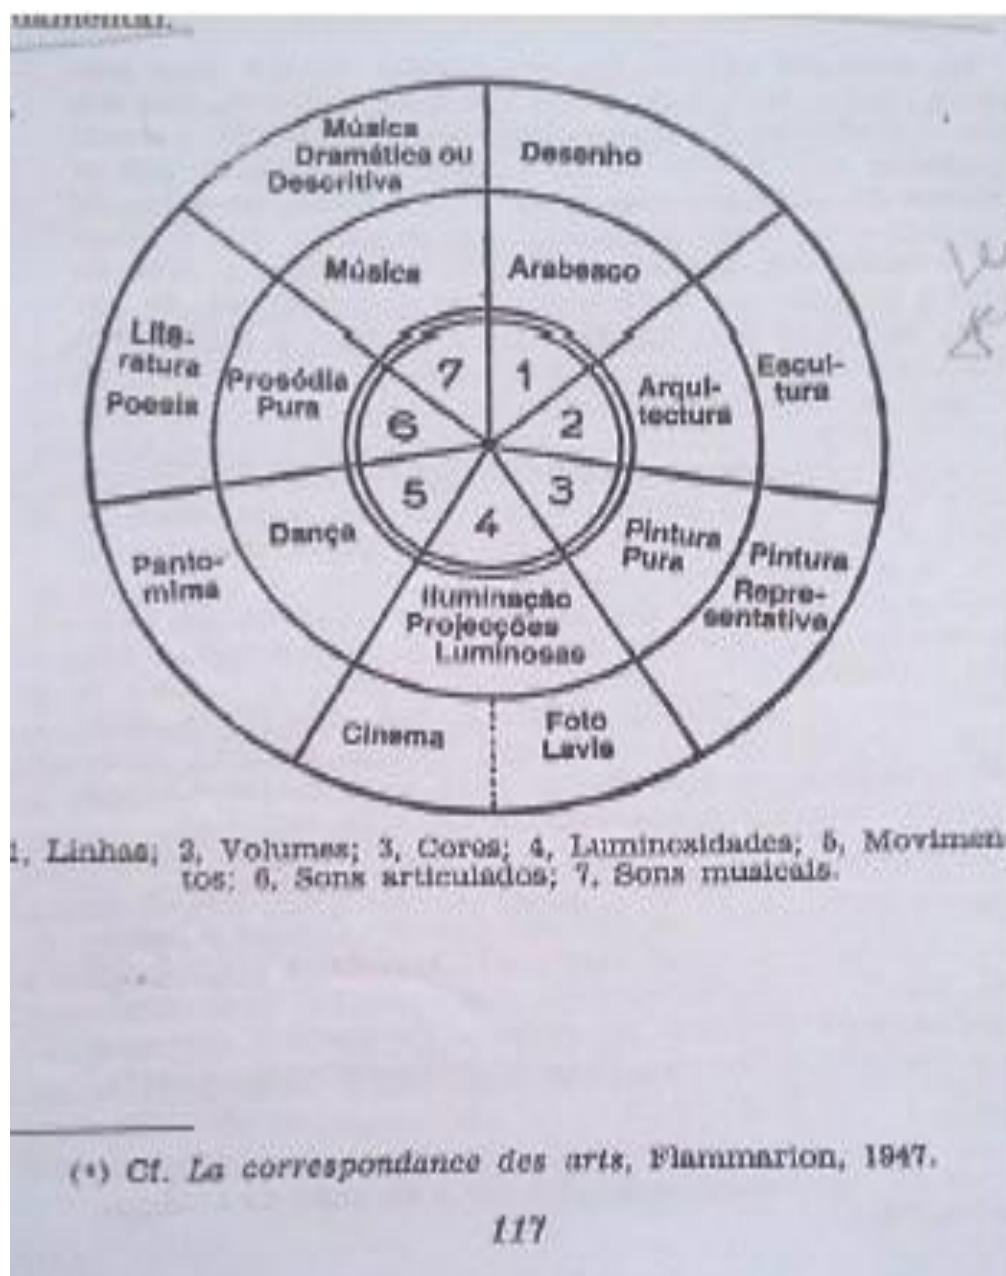 Música
Dramática ou
Descritiva
Desenho
Música
Arabesco
Lite-
ratura
Poesia
Prosódia
Pura
7
1
6
2
5
3
4
Arqui-
tectura
Escul-
tura
Panto-
mima
Dança
Iluminação
Projecções
Luminosas
Pintura
Pura
Pintura
Repre-
sentativa
Cinema
Foto
Lavis
1, Linhas; 2, Volumes; 3, Cores; 4, Luminosidades; 5, Movimen
tos; 6, Sons articulados; 7, Sons musicais.
(*) Cf. La correspondance des arts, Flammarion, 1947.
117